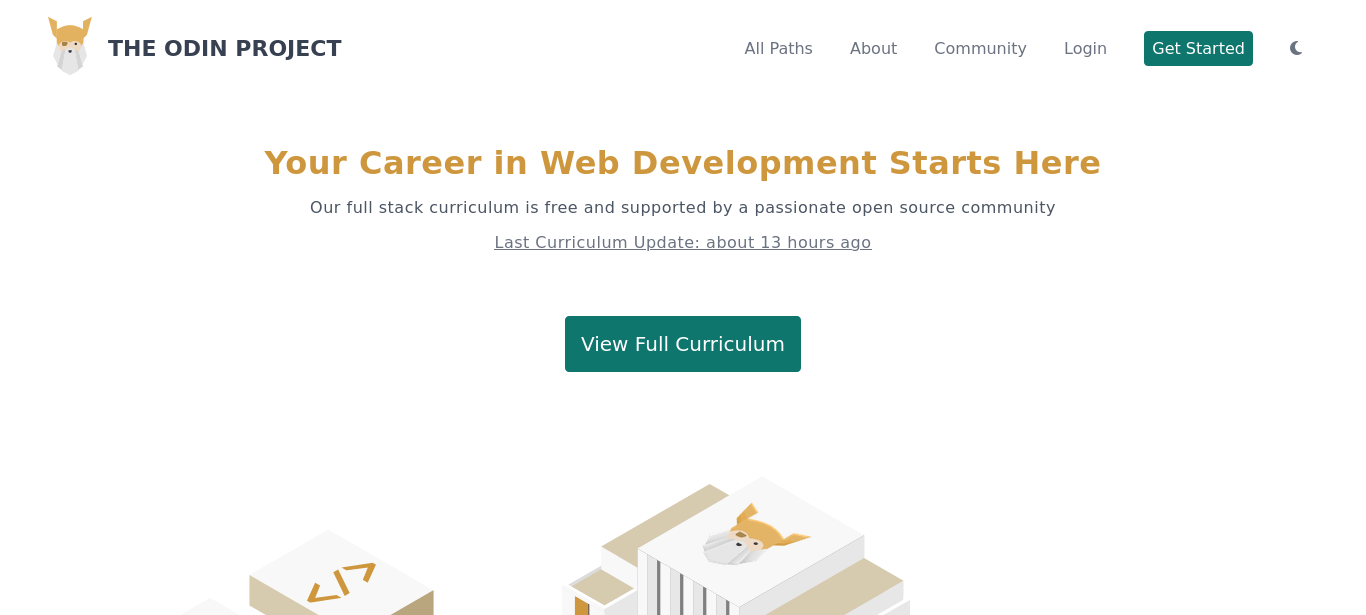 THE ODIN PROJECT
All Paths
About
Community
Login
Get Started
Your Career in Web Development Starts Here
Our full stack curriculum is free and supported by a passionate open source community
Last Curriculum Update: about 13 hours ago
View Full Curriculum
</>